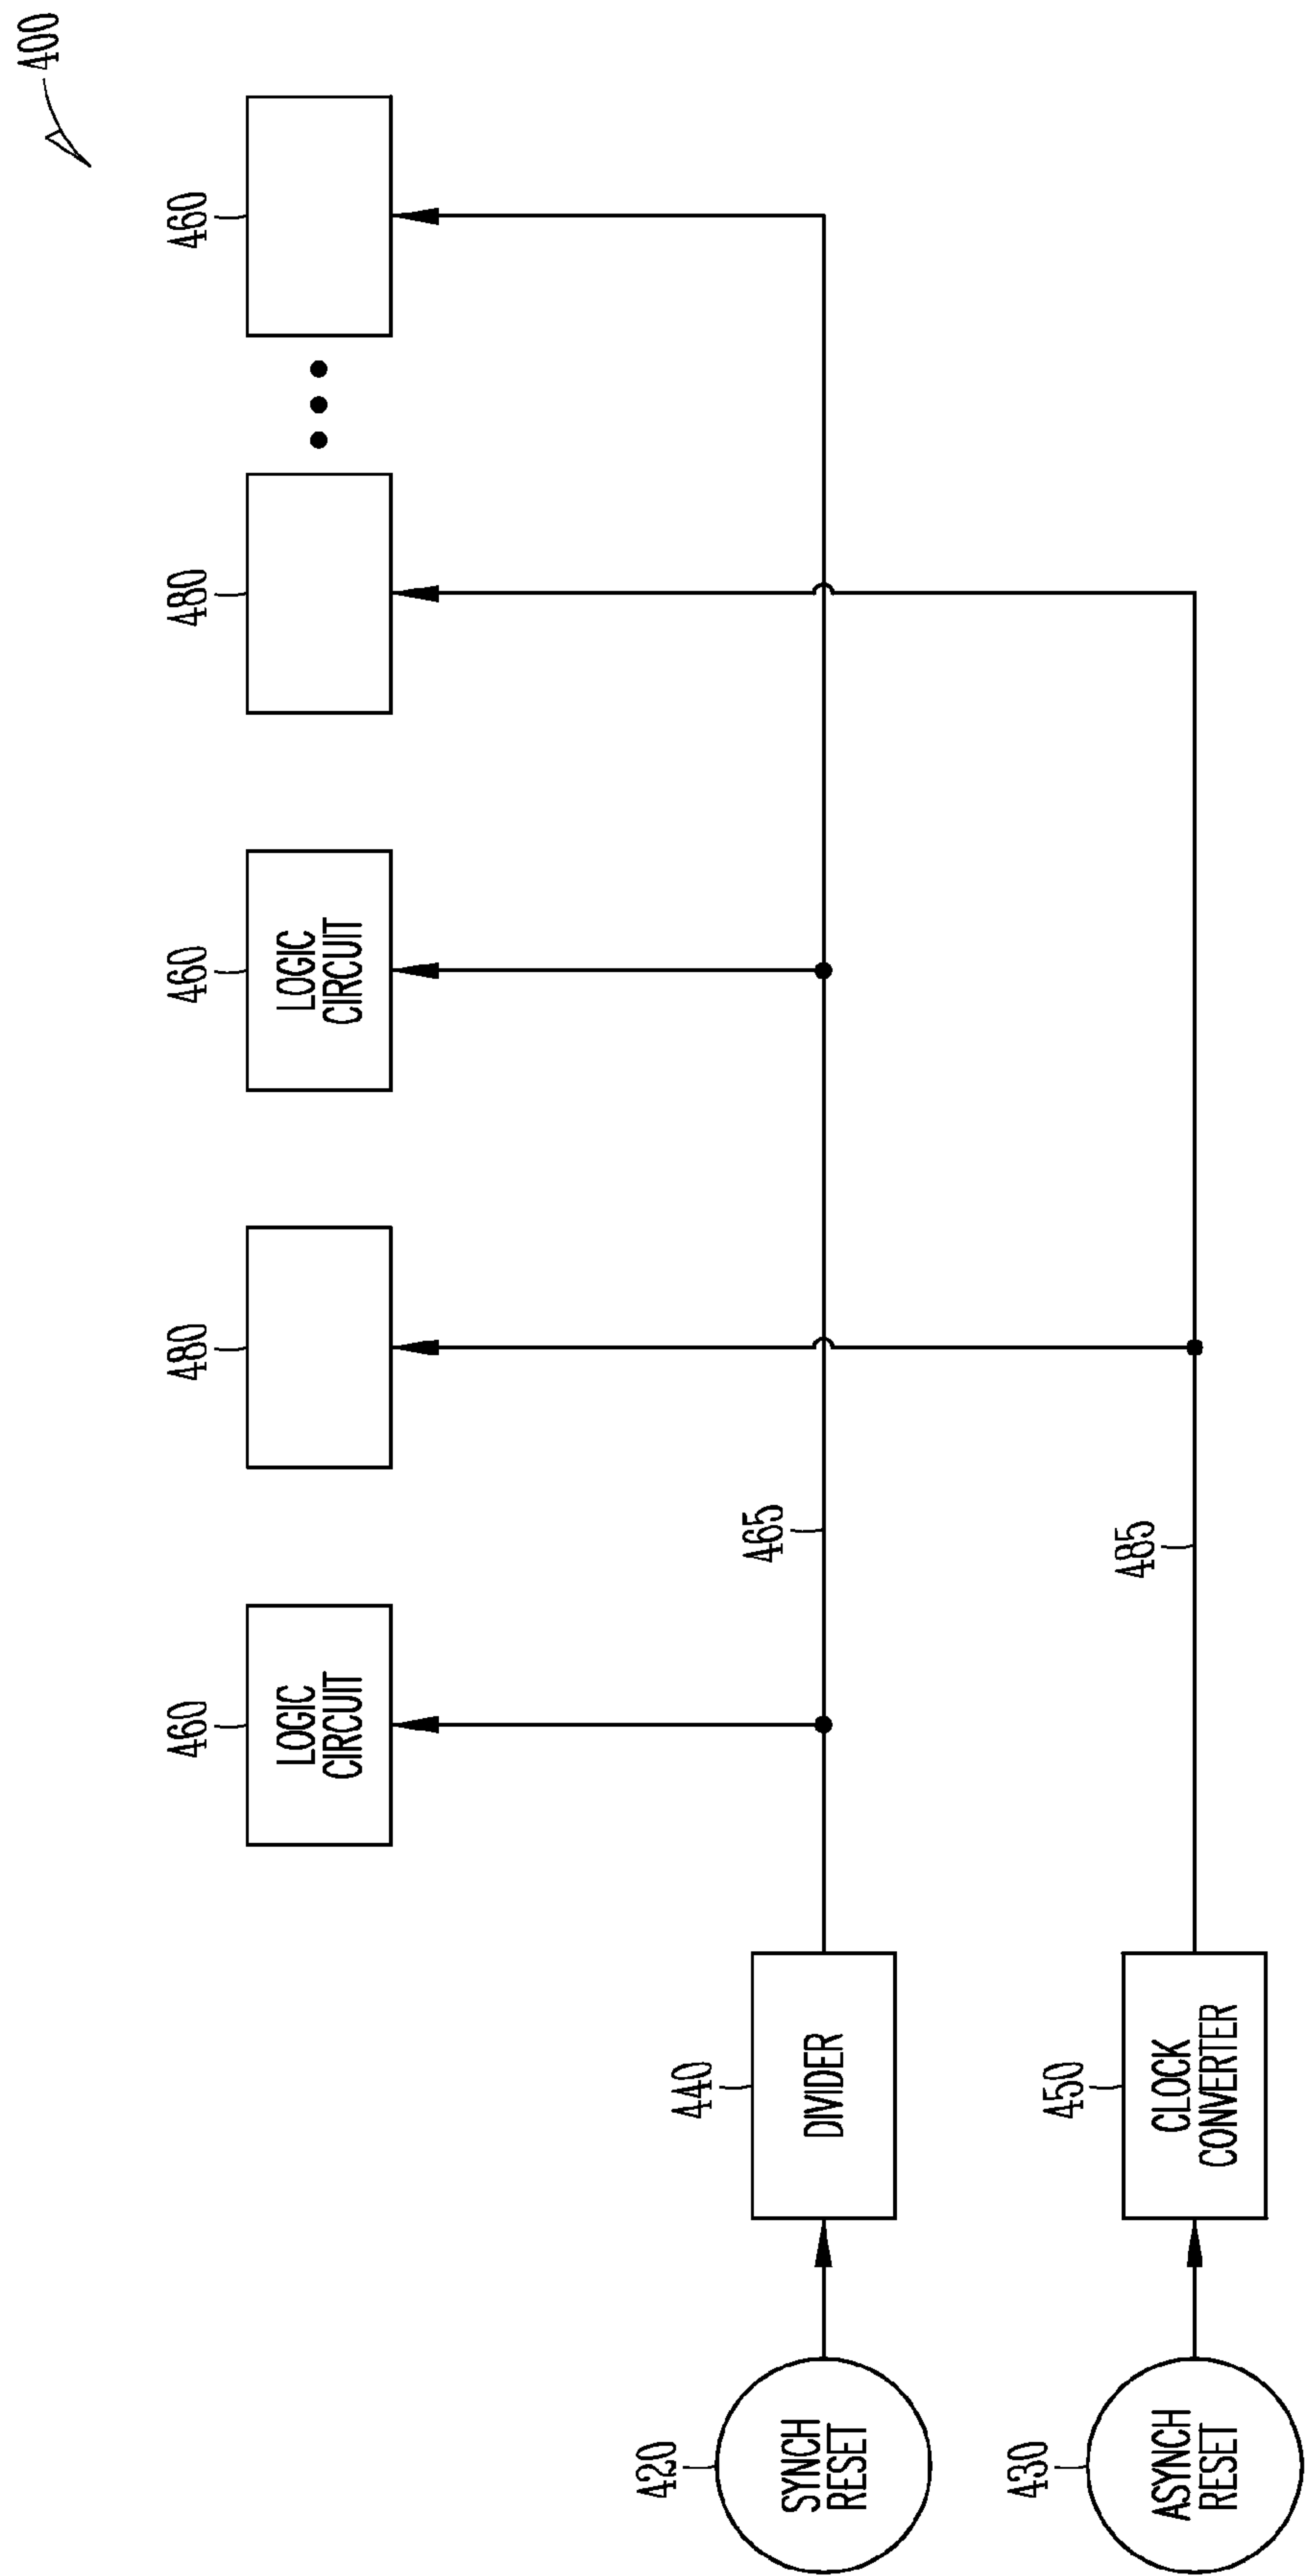 400
460
480
460
480
460
LOGIC
CIRCUIT
LOGIC
CIRCUIT
465
485
440
DIVIDER
450
CLOCK
CONVERTER
420
SYNCH
RESET
430
ASYNCH
RESET